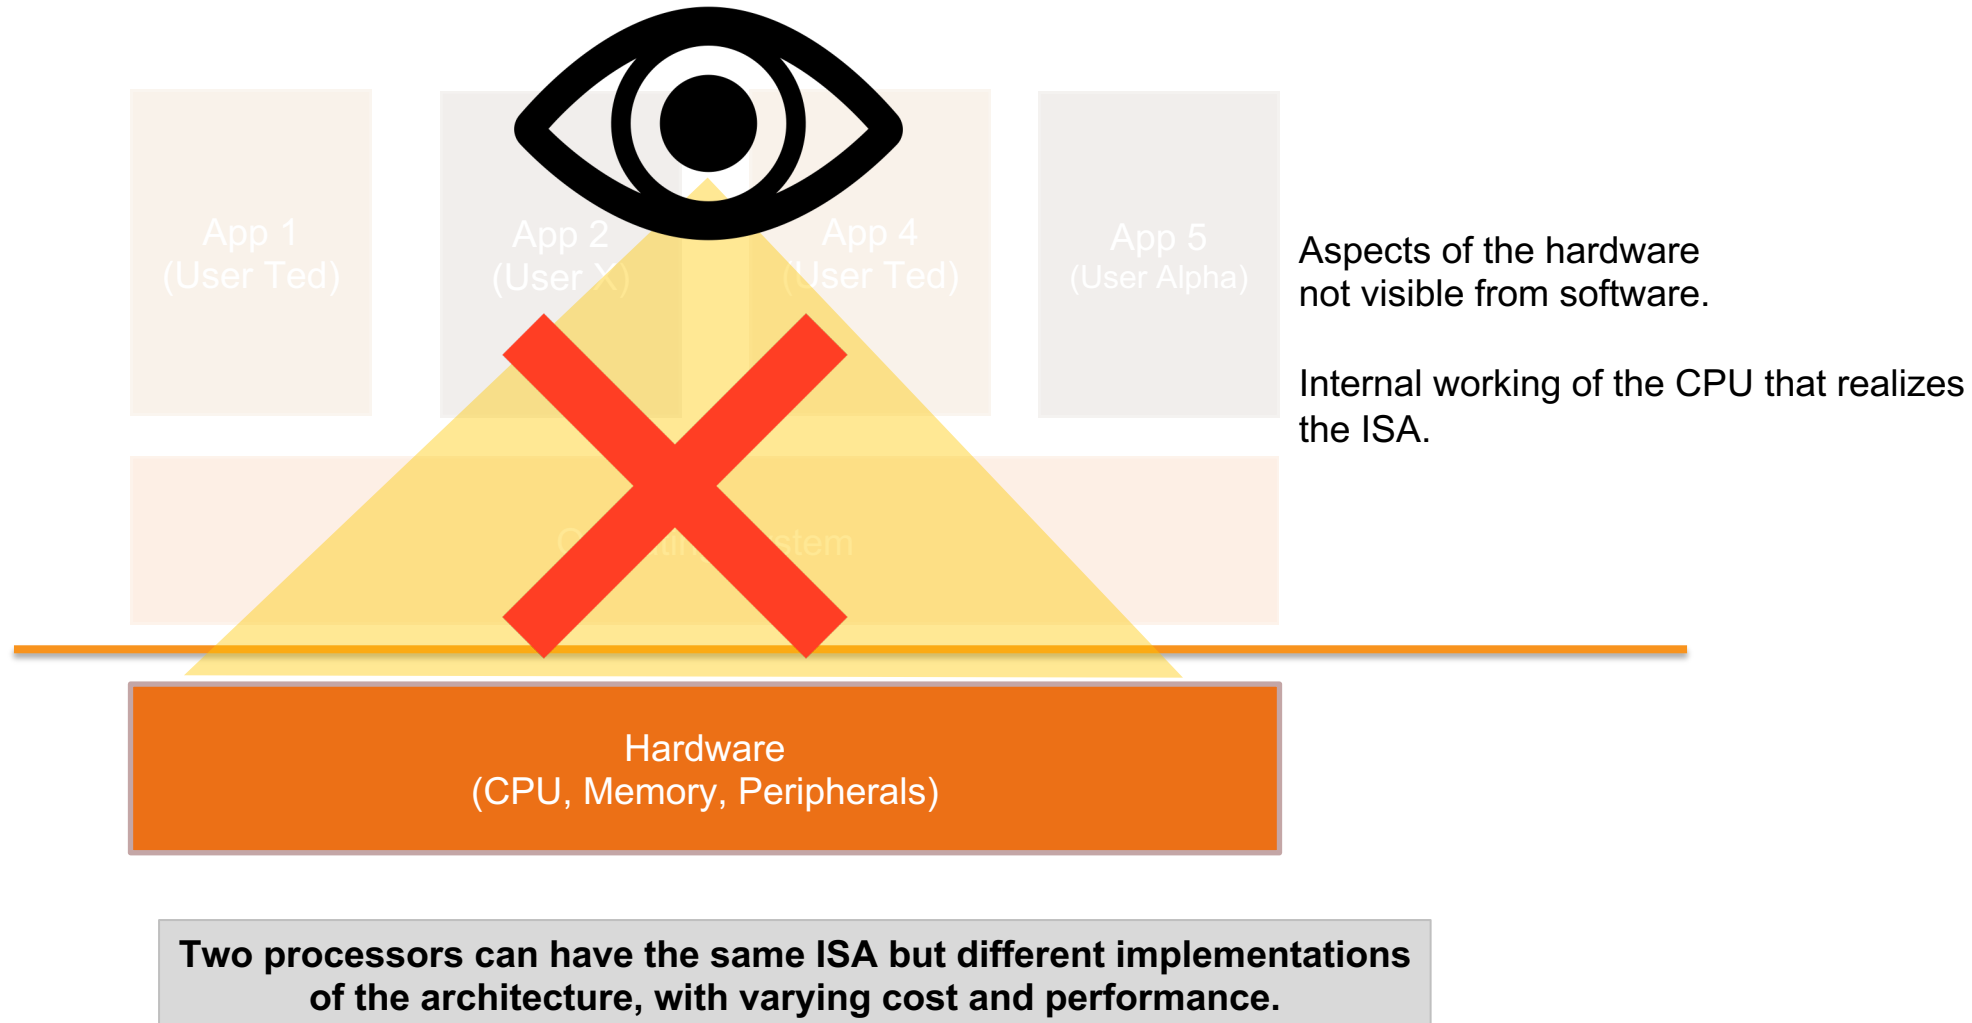 App 1
(User Ted)
App 2
(User X)
App 4
(User Ted)
App 5
(User Alpha)
Aspects of the hardware
not visible from software.
Internal working of the CPU that realizes
the ISA.
Hardware
(CPU, Memory, Peripherals)
Two processors can have the same ISA but different implementations
of the architecture, with varying cost and performance.